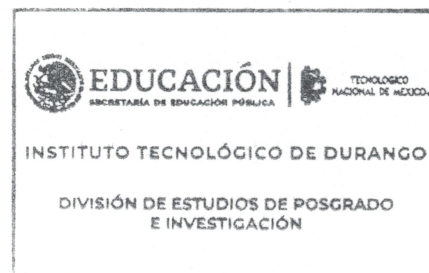 EDUCACIÓN
SECRETARÍA DE EDUCACIÓN PÚBLICA
TECNOLÓGICO
NACIONAL DE MÉXICO®
INSTITUTO TECNOLÓGICO DE DURANGO
DIVISIÓN DE ESTUDIOS DE POSGRADO
E INVESTIGACIÓN